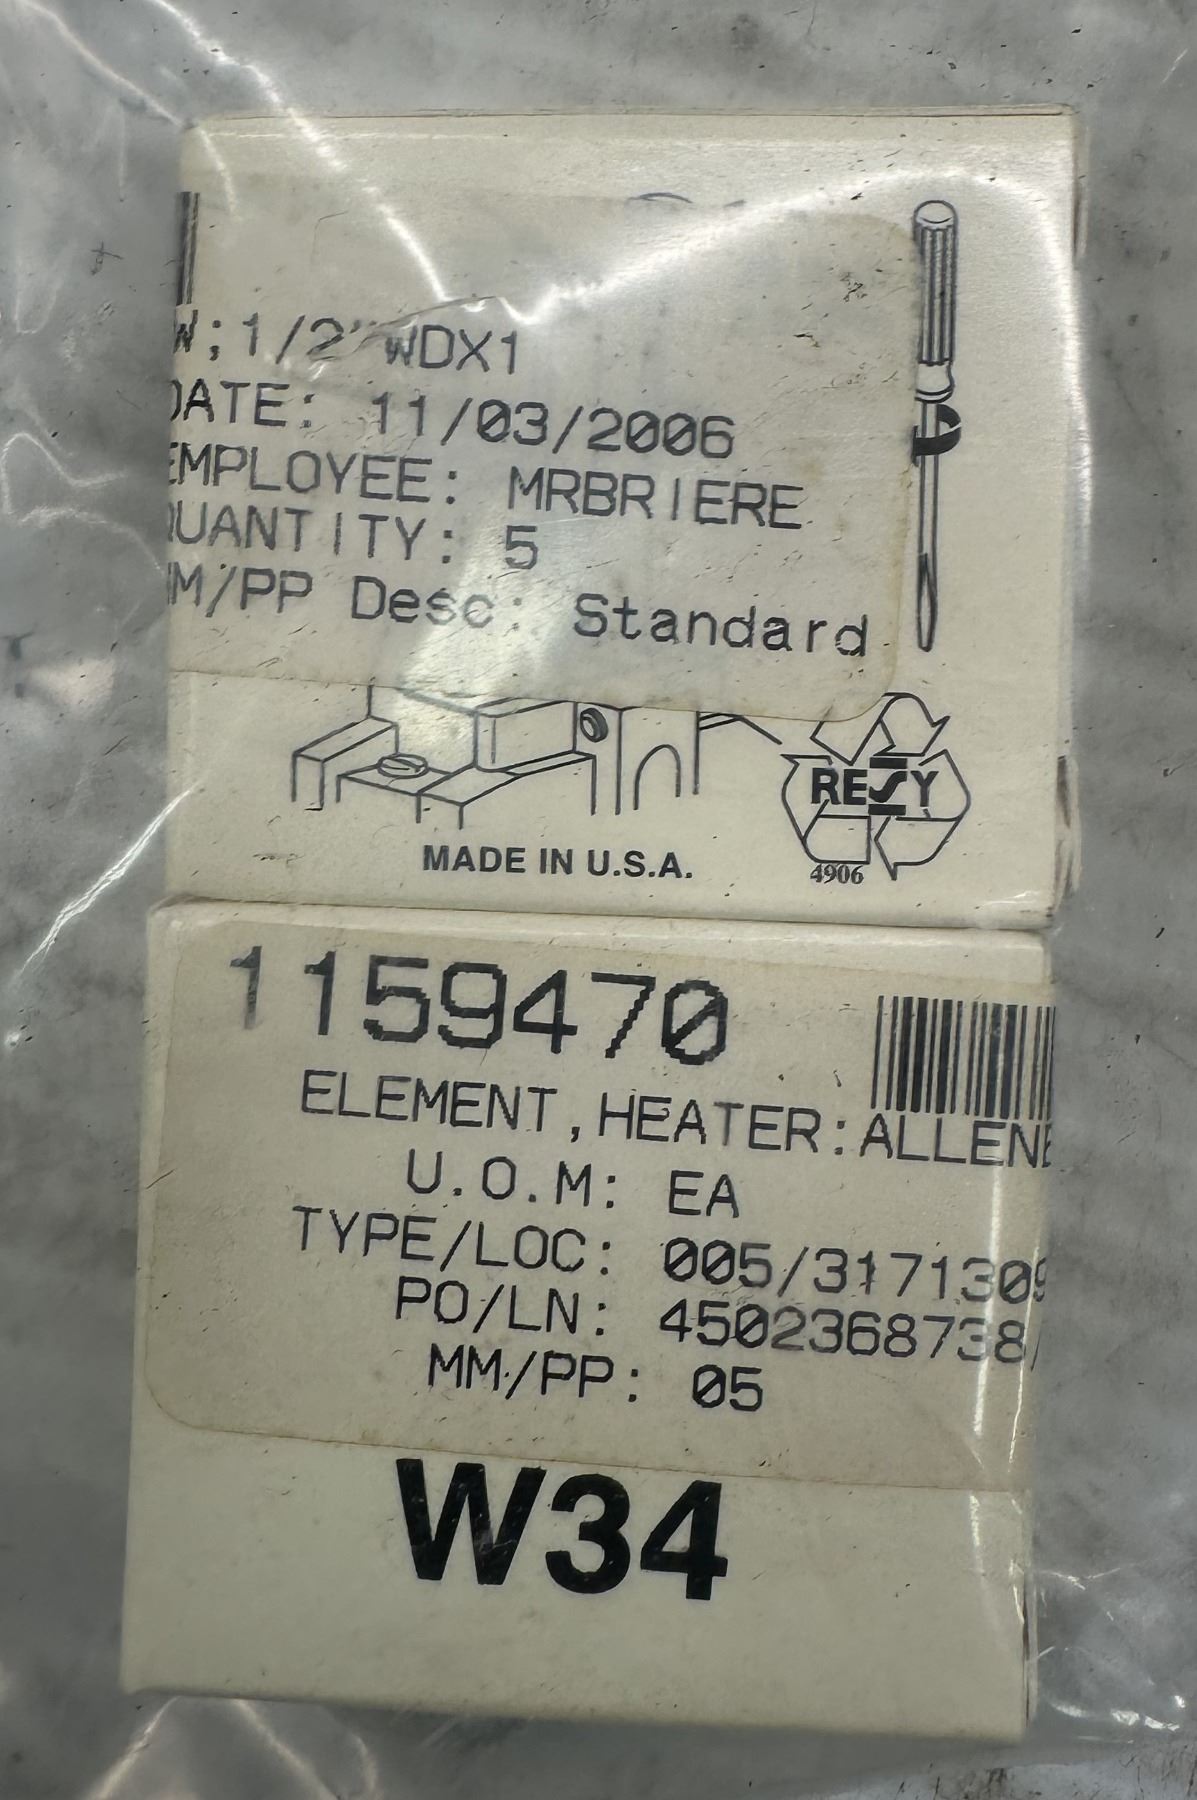 W;1/2" WDX1
DATE: 11/03/2006
EMPLOYEE: MRBRIERE
QUANTITY: 5
MM/PP Desc: Standard
RESY
MADE IN U.S.A.
4906
1159470
ELEMENT,HEATER:ALLEN
U.O.M: EA
TYPE/LOC: 005/3171309
PO/LN: 4502368738/
MM/PP: 05
W34